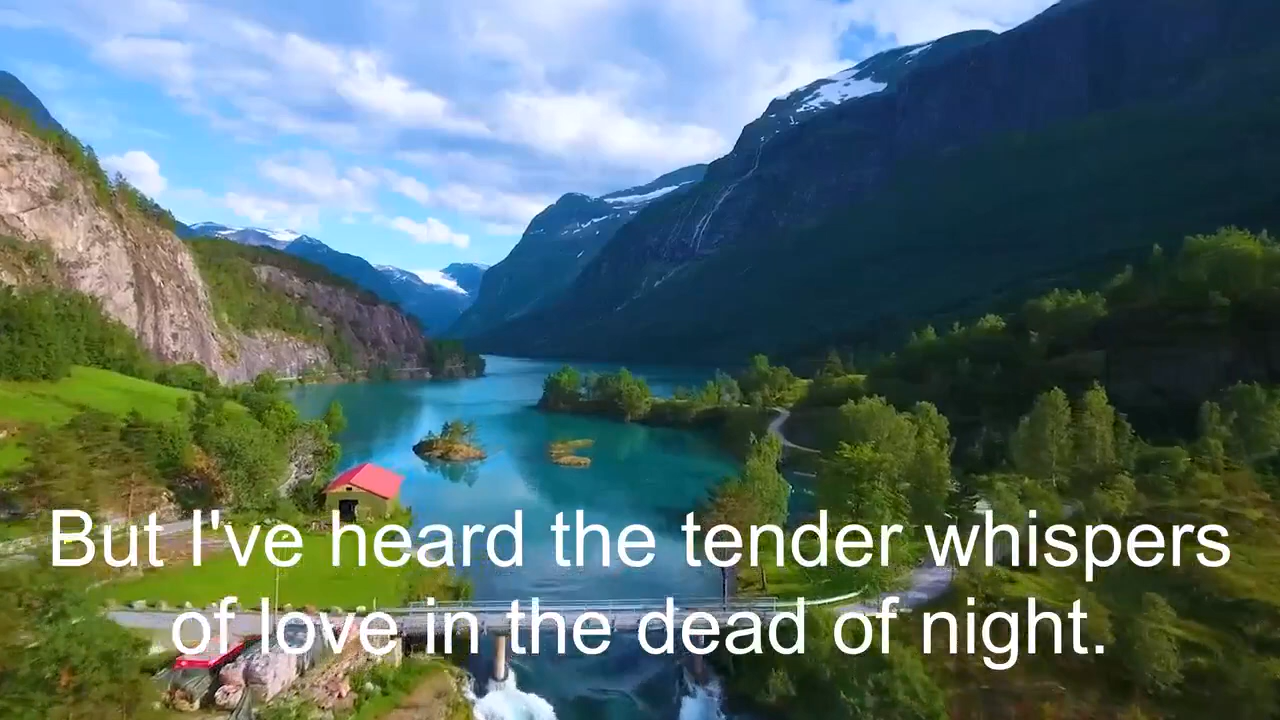 But I've heard the tender whispers
of love in the dead of night.